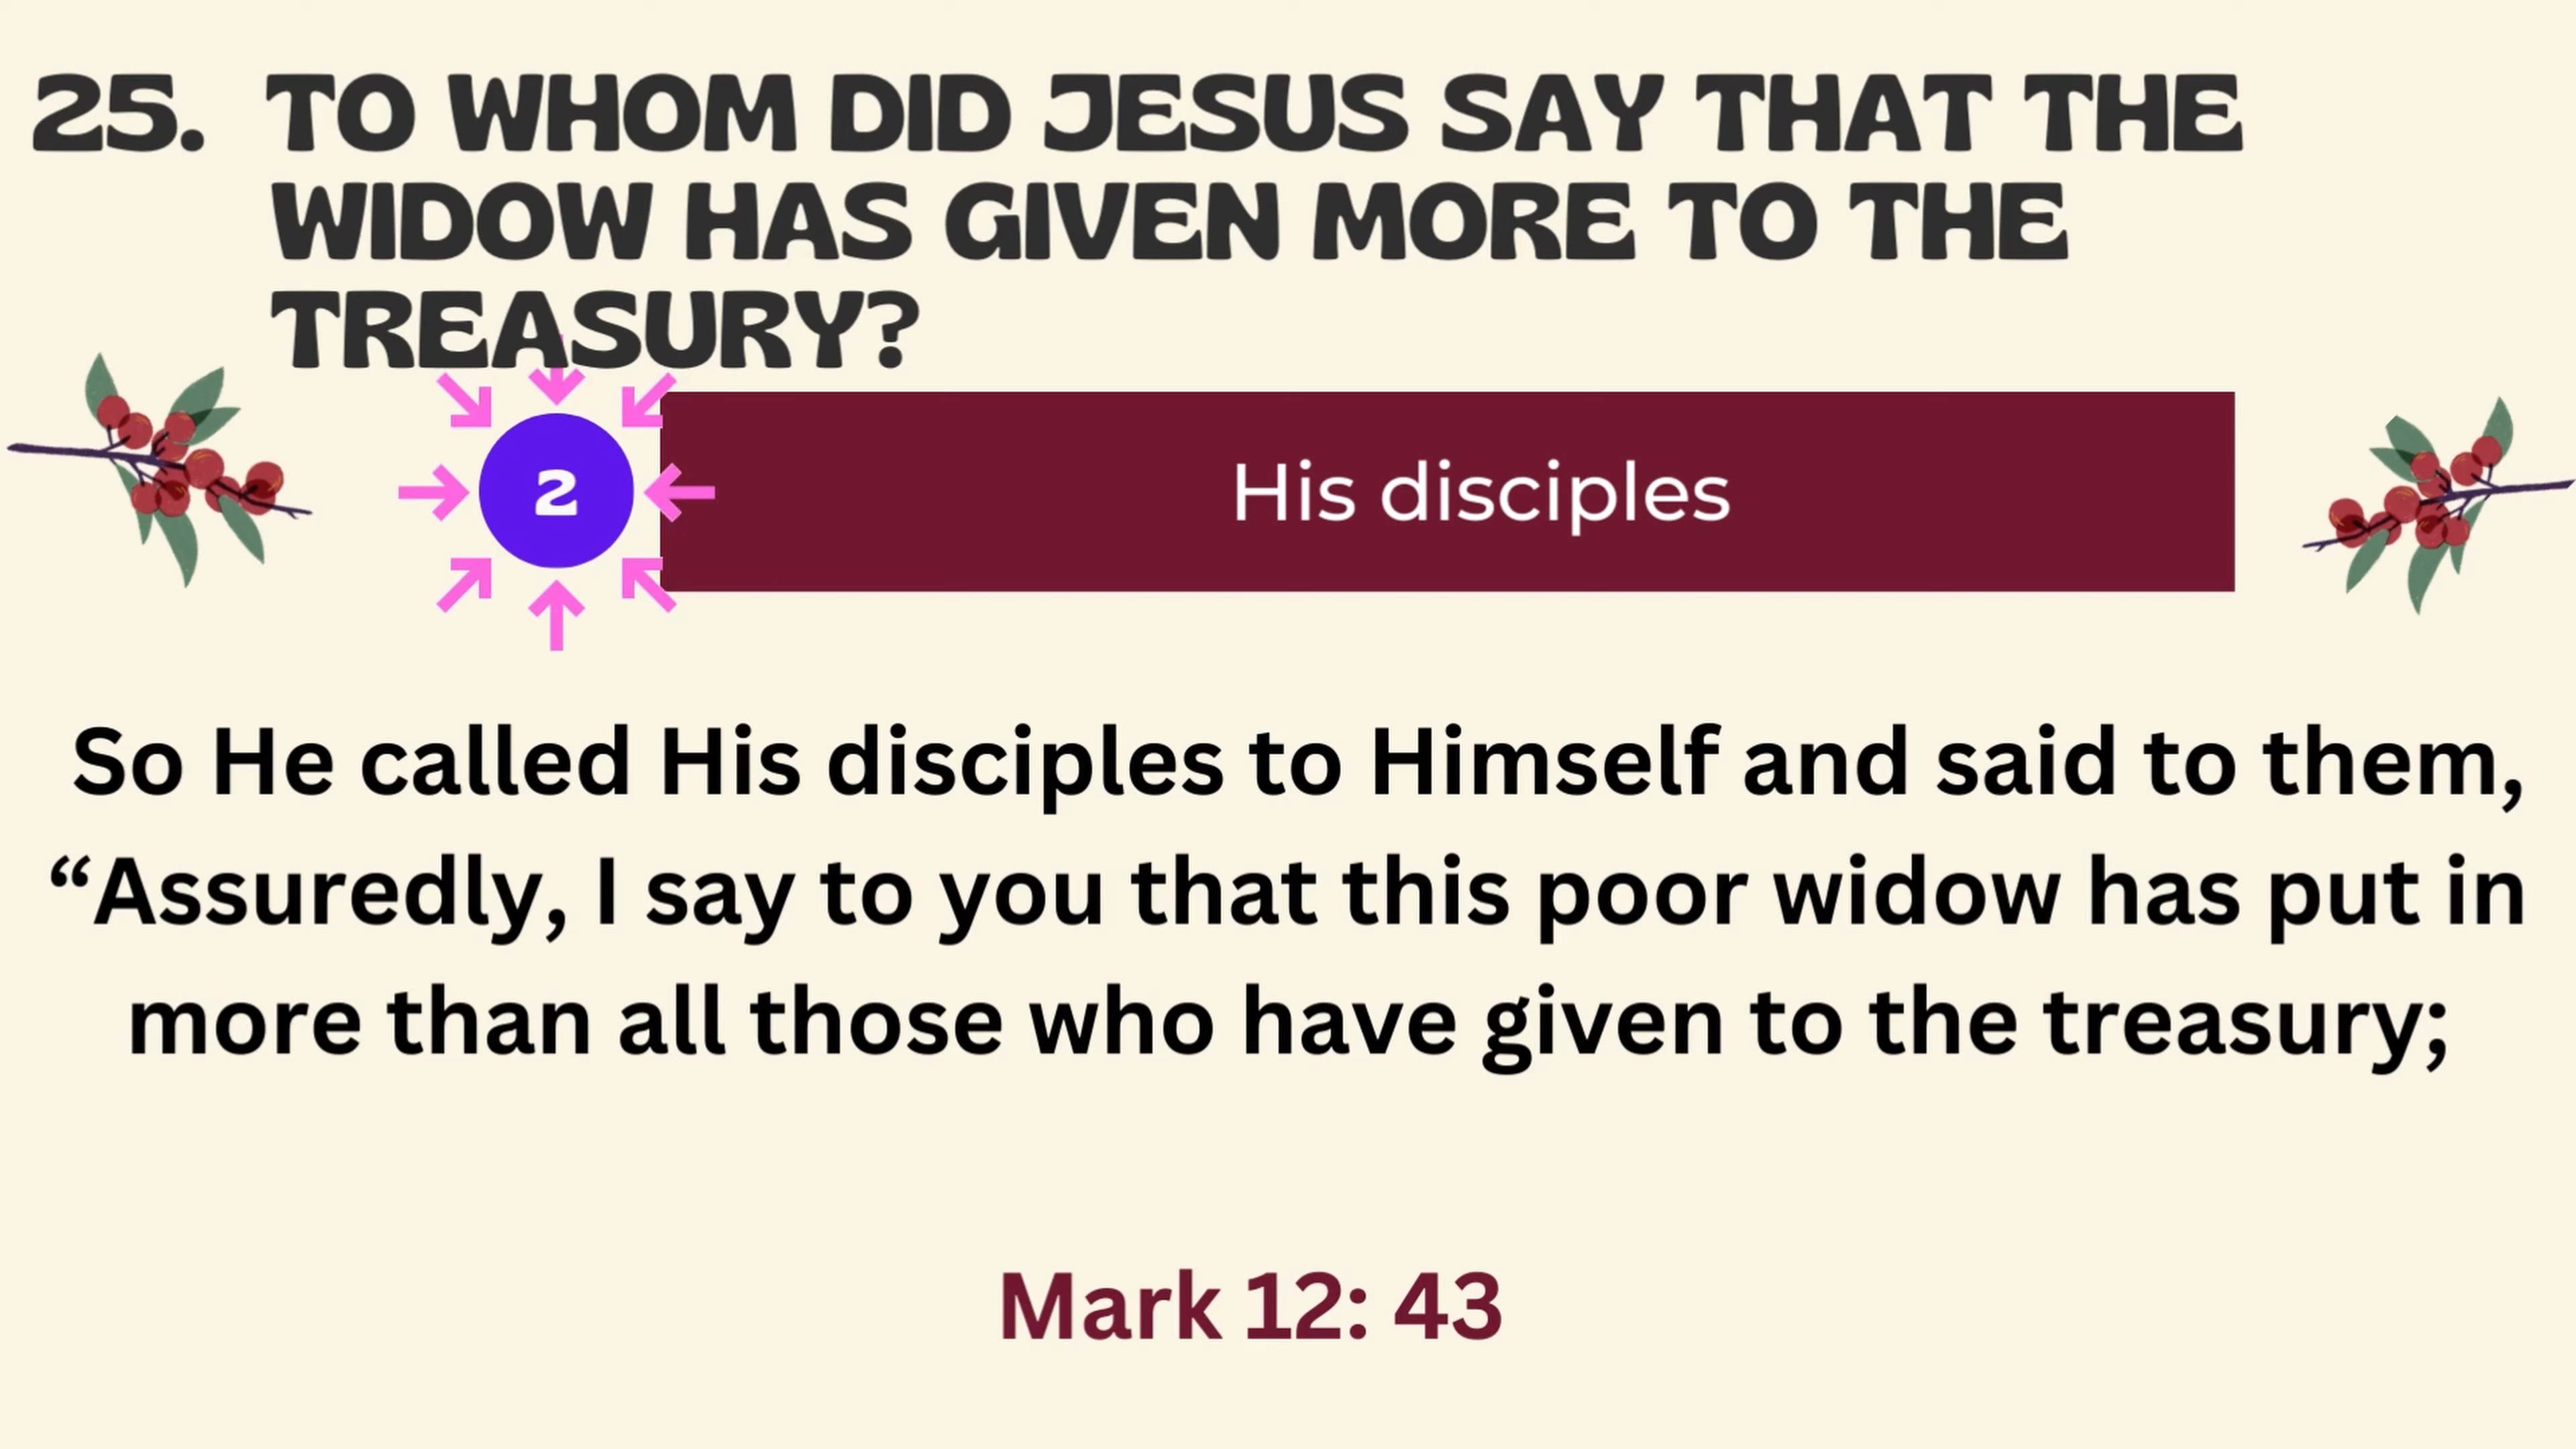 25. TO WHOM DID JESUS SAY THAT THE
WIDOW HAS GIVEN MORE TO THE
TREASURY?
2
His disciples
So He called His disciples to Himself and said to them,
“Assuredly, I say to you that this poor widow has put in
more than all those who have given to the treasury;
Mark 12: 43